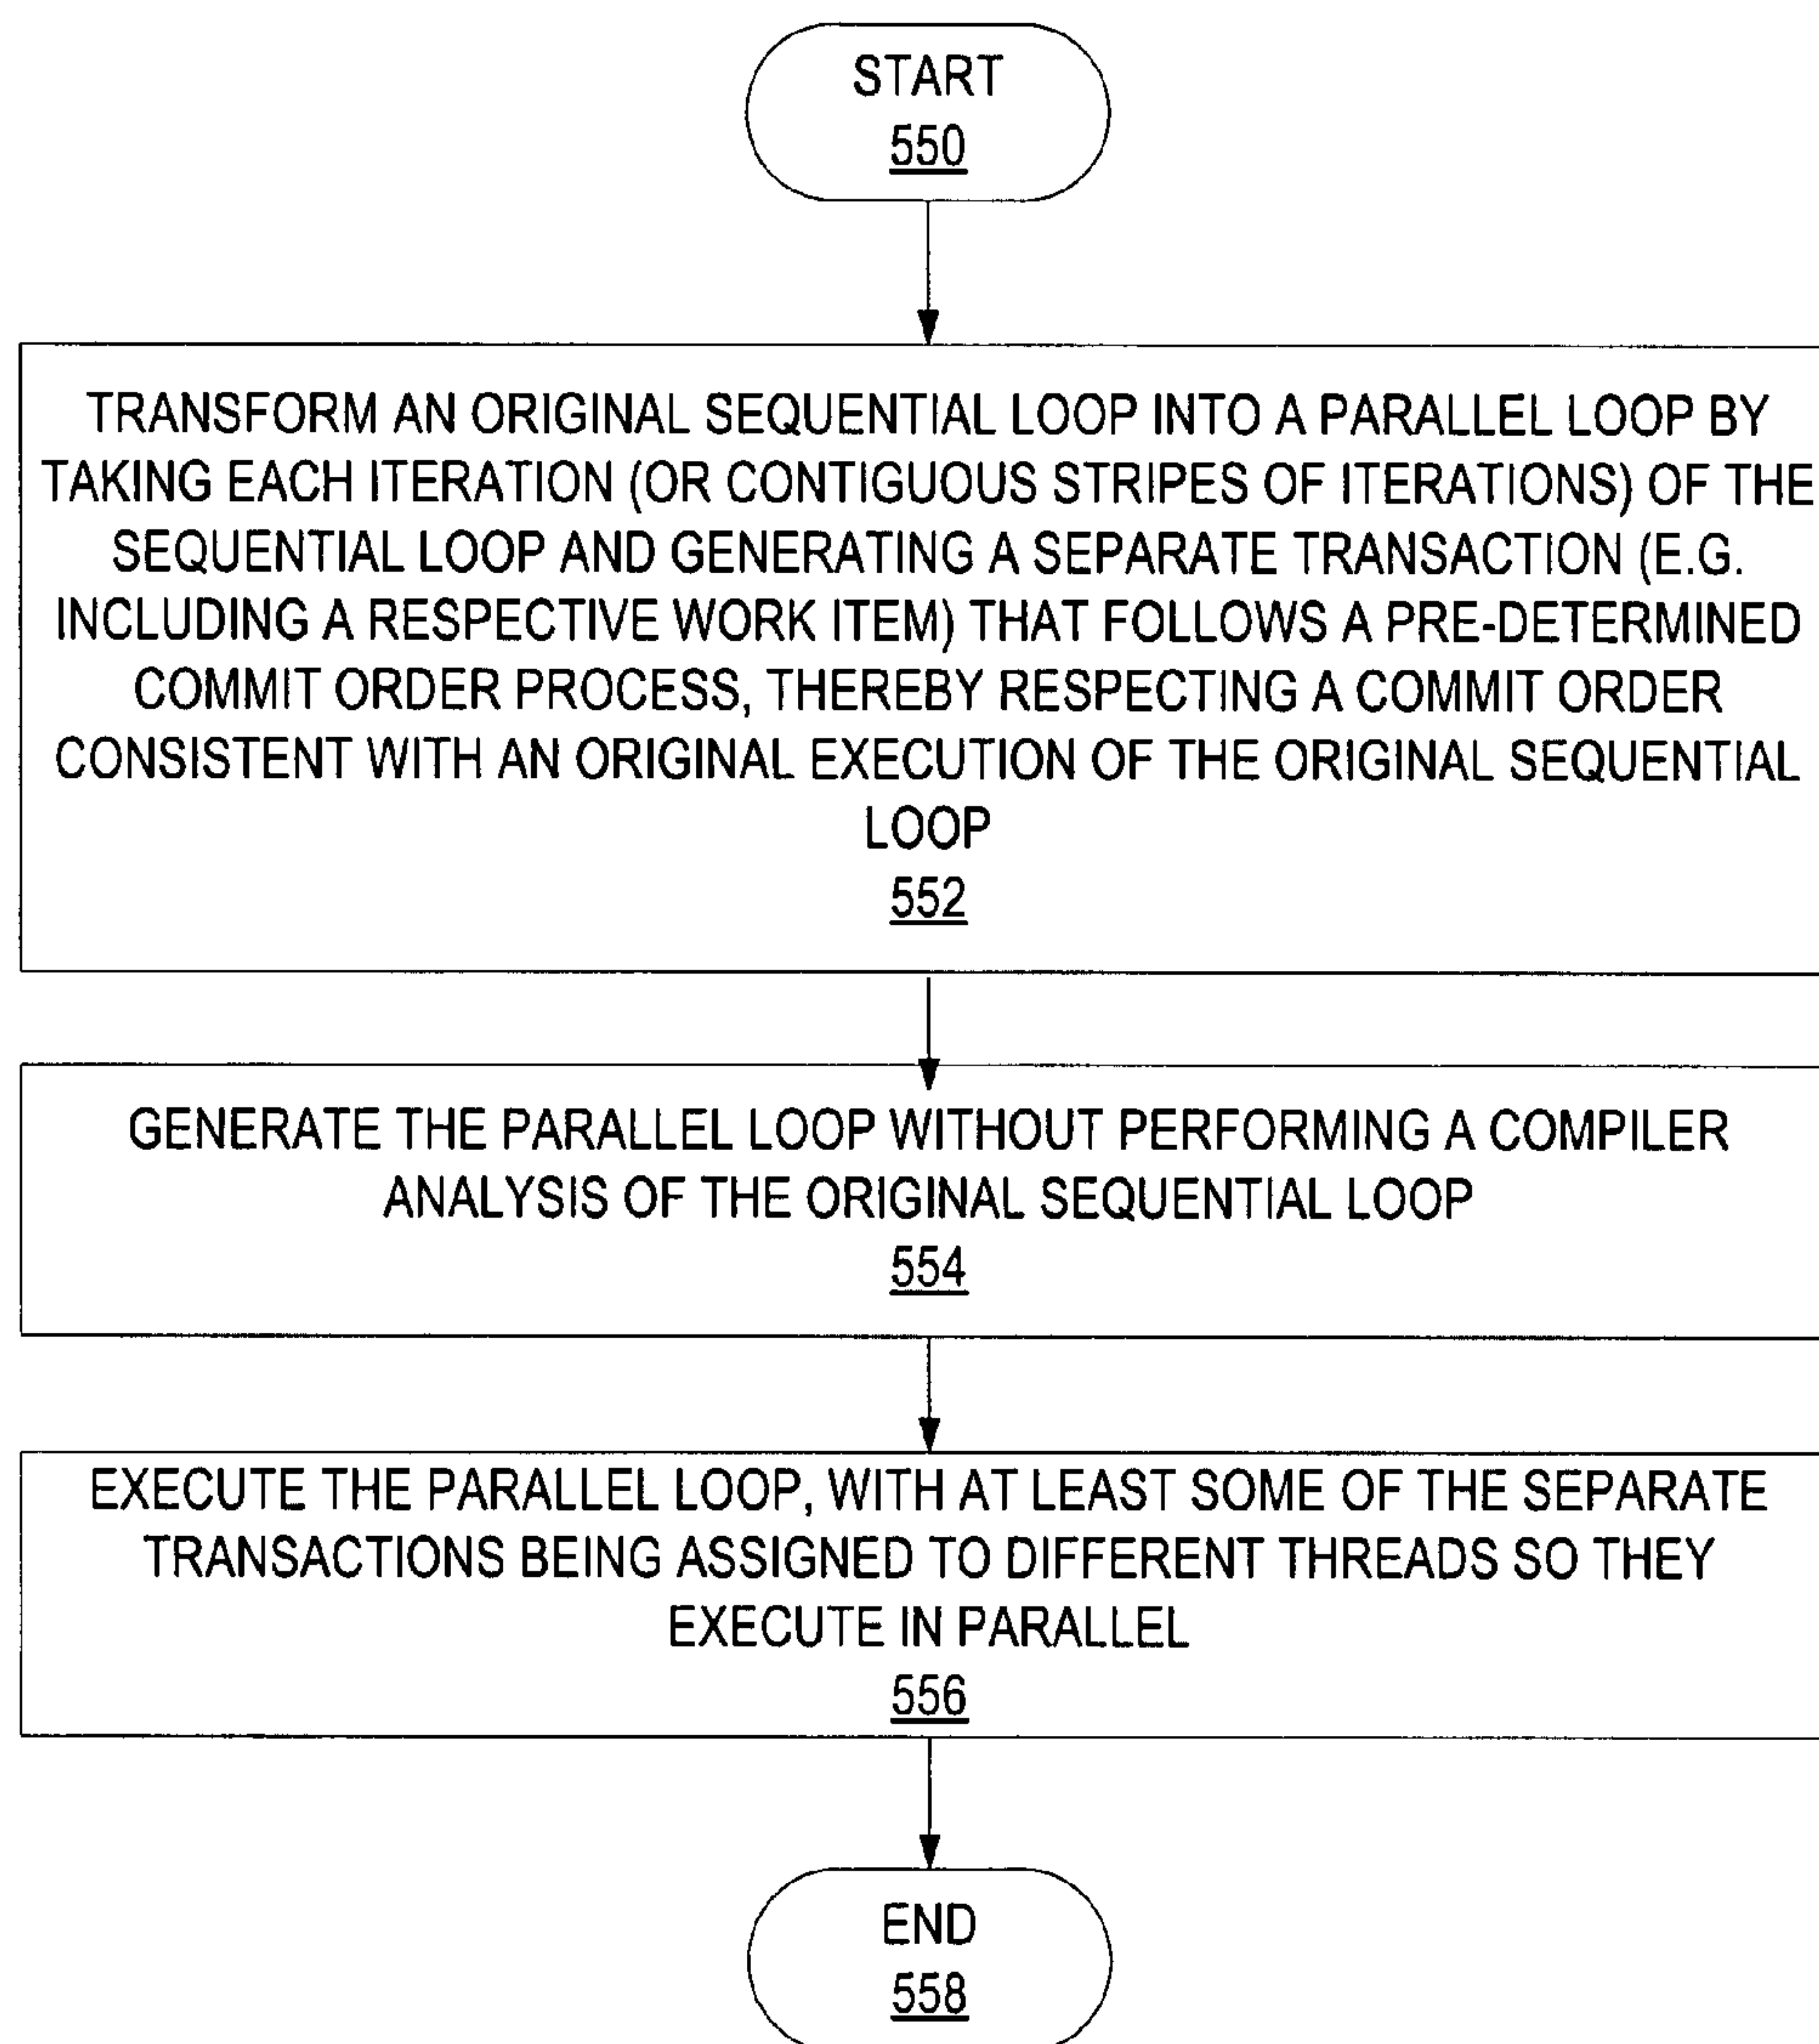 START
550
TRANSFORM AN ORIGINAL SEQUENTIAL LOOP INTO A PARALLEL LOOP BY
TAKING EACH ITERATION (OR CONTIGUOUS STRIPES OF ITERATIONS) OF THE
SEQUENTIAL LOOP AND GENERATING A SEPARATE TRANSACTION (E.G.
INCLUDING A RESPECTIVE WORK ITEM) THAT FOLLOWS A PRE-DETERMINED
COMMIT ORDER PROCESS, THEREBY RESPECTING A COMMIT ORDER
CONSISTENT WITH AN ORIGINAL EXECUTION OF THE ORIGINAL SEQUENTIAL
LOOP
552
GENERATE THE PARALLEL LOOP WITHOUT PERFORMING A COMPILER
ANALYSIS OF THE ORIGINAL SEQUENTIAL LOOP
554
EXECUTE THE PARALLEL LOOP, WITH AT LEAST SOME OF THE SEPARATE
TRANSACTIONS BEING ASSIGNED TO DIFFERENT THREADS SO THEY
EXECUTE IN PARALLEL
556
END
558